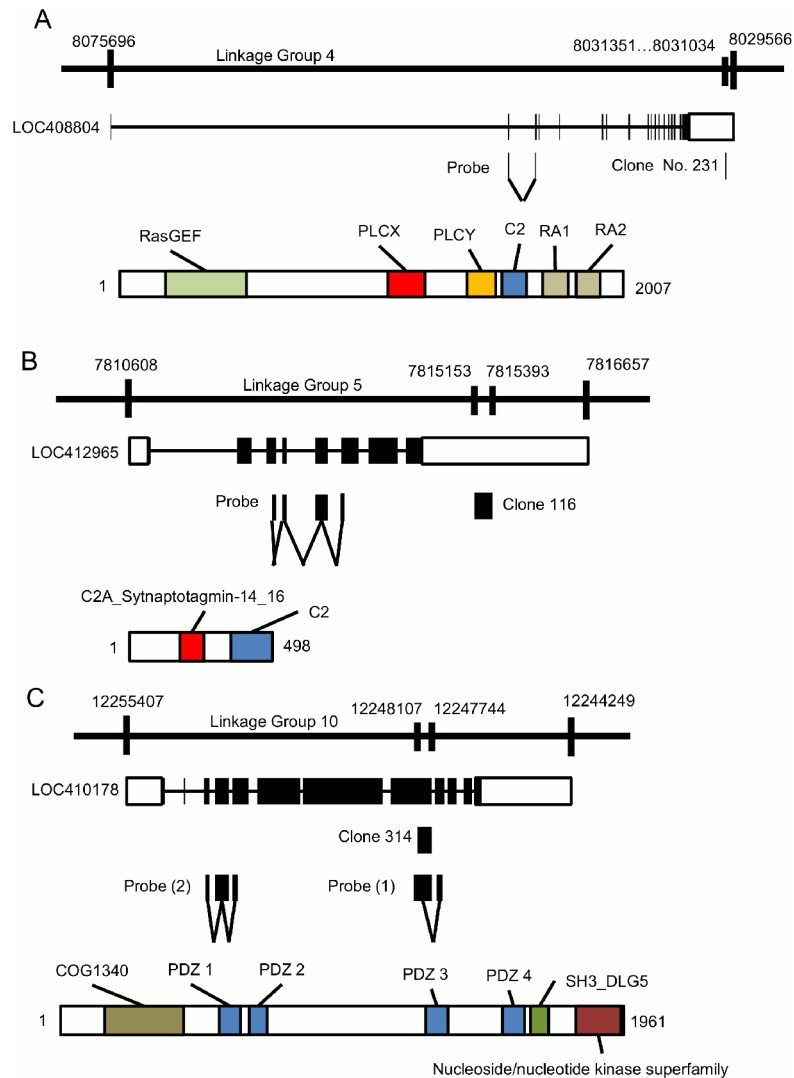 A
8075696
Linkage Group 4
8031351…8031034
8029566
LOC408804
Probe
Clone No. 231
RasGEF
PLCX
PLCY
C2
RA1
RA2
1
2007
B
7810608
Linkage Group 5
7815153
7815393
7816657
LOC412965
Probe
Clone 116
C2A_Sytnaptotagmin-14_16
C2
1
498
C
12255407
Linkage Group 10
12248107
12247744
12244249
LOC410178
Clone 314
Probe (2)
Probe (1)
COG1340
PDZ 1
PDZ 2
PDZ 3
PDZ 4
SH3_DLG5
1
1961
Nucleoside/nucleotide kinase superfamily